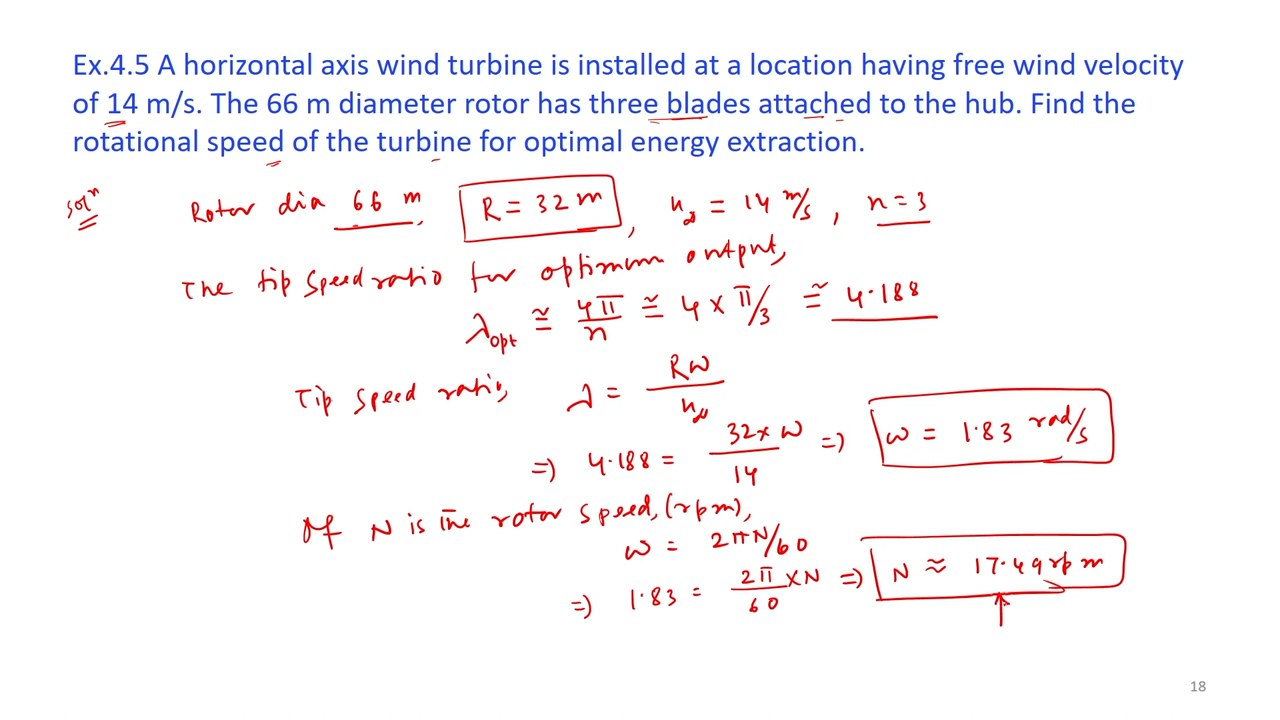 Ex.4.5 A horizontal axis wind turbine is installed at a location having free wind velocity
of 14 m/s. The 66 m diameter rotor has three blades attached to the hub. Find the
rotational speed of the turbine for optimal energy extraction.
Solⁿ Rotor dia 66 m, R = 32 m, u∞ = 14 m/s, n = 3
The tip speed ratio for optimum output,
λopt ≅ 4π/n ≅ 4 × π/3 ≅ 4.188
Tip speed ratio, λ = Rω/u∞
⇒ 4.188 = 32 × ω/14 ⇒ ω = 1.83 rad/s
If N is the rotor speed, (rpm),
ω = 2πN/60
⇒ 1.83 = 2π/60 × N ⇒ N ≈ 17.49 rpm
18